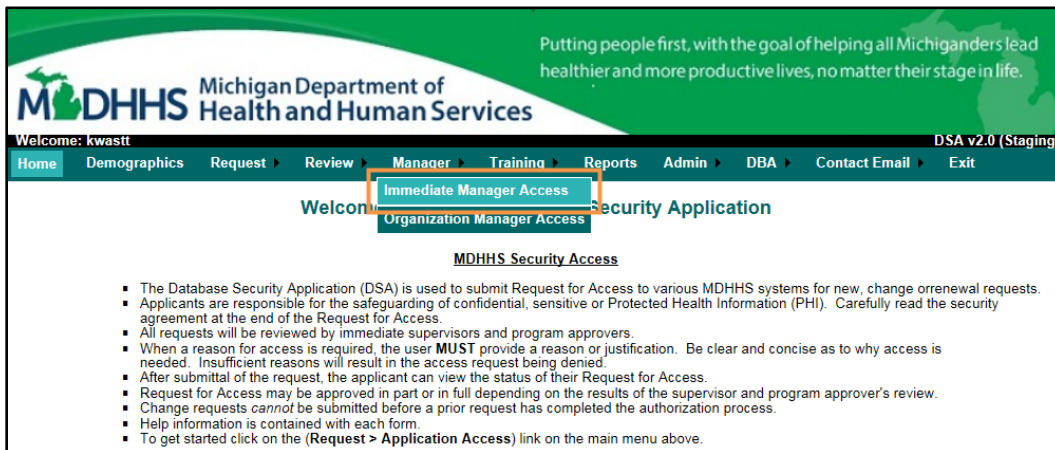 Putting people first, with the goal of helping all Michiganders lead
healthier and more productive lives, no matter their stage in life.
MDHHS Michigan Department of
Health and Human Services
Welcome: kwastt DSA v2.0 (Staging
Home Demographics Request Review Manager Training Reports Admin DBA Contact Email Exit
Immediate Manager Access
Organization Manager Access
Welcom Security Application
MDHHS Security Access
▪ The Database Security Application (DSA) is used to submit Request for Access to various MDHHS systems for new, change orrenewal requests.
▪ Applicants are responsible for the safeguarding of confidential, sensitive or Protected Health Information (PHI). Carefully read the security
agreement at the end of the Request for Access.
▪ All requests will be reviewed by immediate supervisors and program approvers.
▪ When a reason for access is required, the user MUST provide a reason or justification. Be clear and concise as to why access is
needed. Insufficient reasons will result in the access request being denied.
▪ After submittal of the request, the applicant can view the status of their Request for Access.
▪ Request for Access may be approved in part or in full depending on the results of the supervisor and program approver's review.
▪ Change requests cannot be submitted before a prior request has completed the authorization process.
▪ Help information is contained with each form.
▪ To get started click on the (Request > Application Access) link on the main menu above.